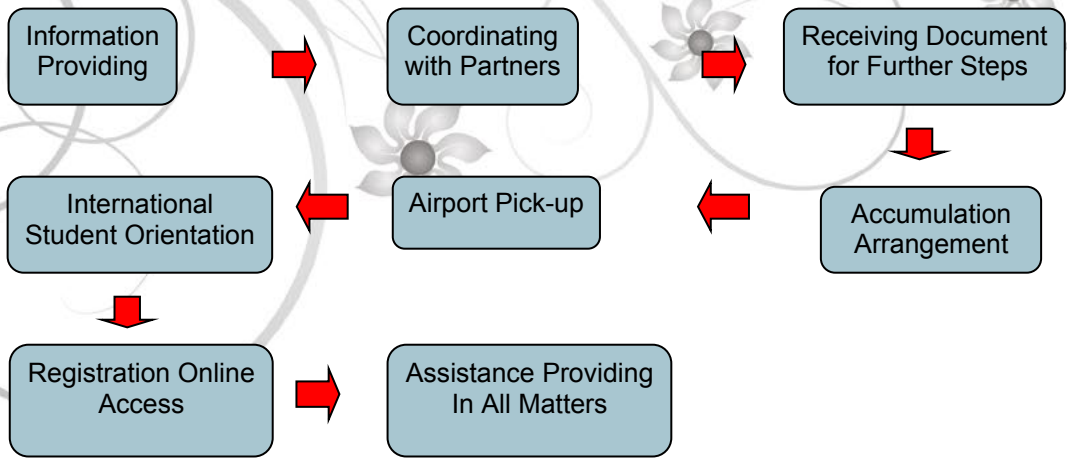 Information
Providing
Coordinating
with Partners
Receiving Document
for Further Steps
Accumulation
Arrangement
Airport Pick-up
International
Student Orientation
Registration Online
Access
Assistance Providing
In All Matters